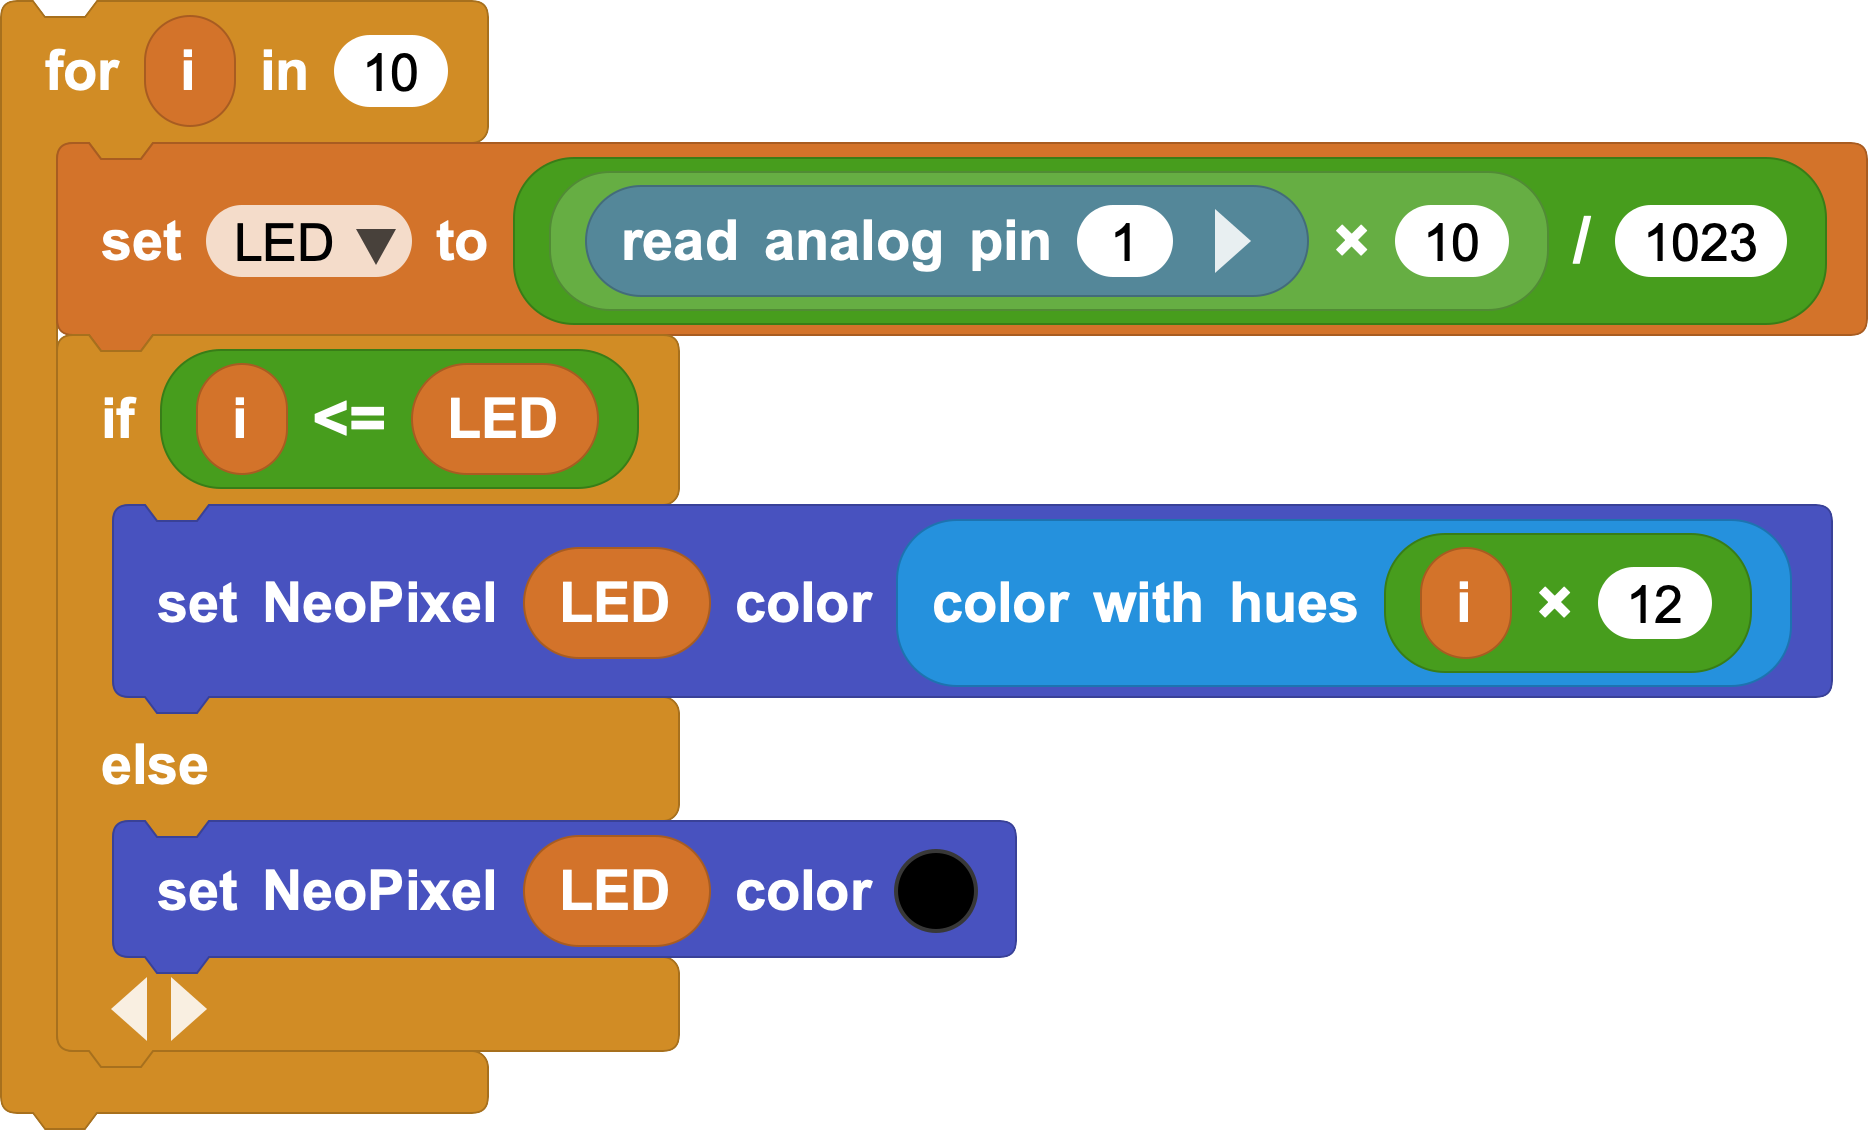 for i in 10
set LED to read analog pin 1 × 10 / 1023
if i <= LED
set NeoPixel LED color color with hues i × 12
else
set NeoPixel LED color